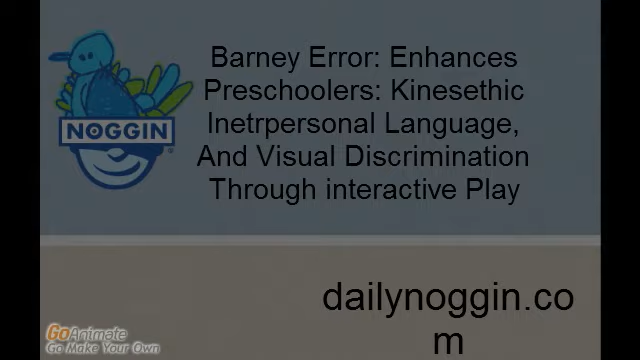 Barney Error: Enhances
Preschoolers: Kinesethic
Inetrpersonal Language,
And Visual Discrimination
Through interactive Play
NOGGIN
dailynoggin.co
m
GoAnimate
Go Make Your Own